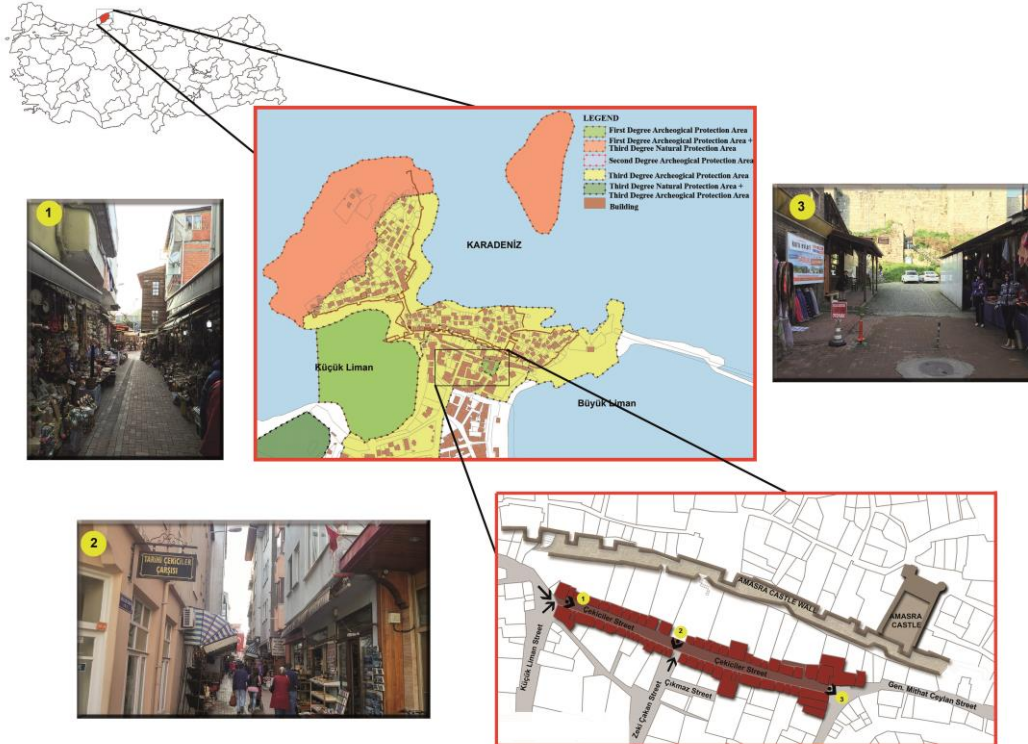 LEGEND
First Degree Archeogical Protection Area
First Degree Archeogical Protection Area +
Third Degree Natural Protection Area
Second Degree Archeogical Protection Area
Third Degree Archeogical Protection Area
Third Degree Natural Protection Area +
Third Degree Archeogical Protection Area
Building
KARADENİZ
Küçük Liman
Büyük Liman
1
3
2
TARİHİ ÇEKİCİLER
ÇARŞISI
AMASRA CASTLE WALL
AMASRA
CASTLE
1
Çekiciler Street
2
Çekiciler Street
3
Küçük Liman Street
Zeki Çakan Street
Çıkmaz Street
Gen. Mithat Ceylan Street